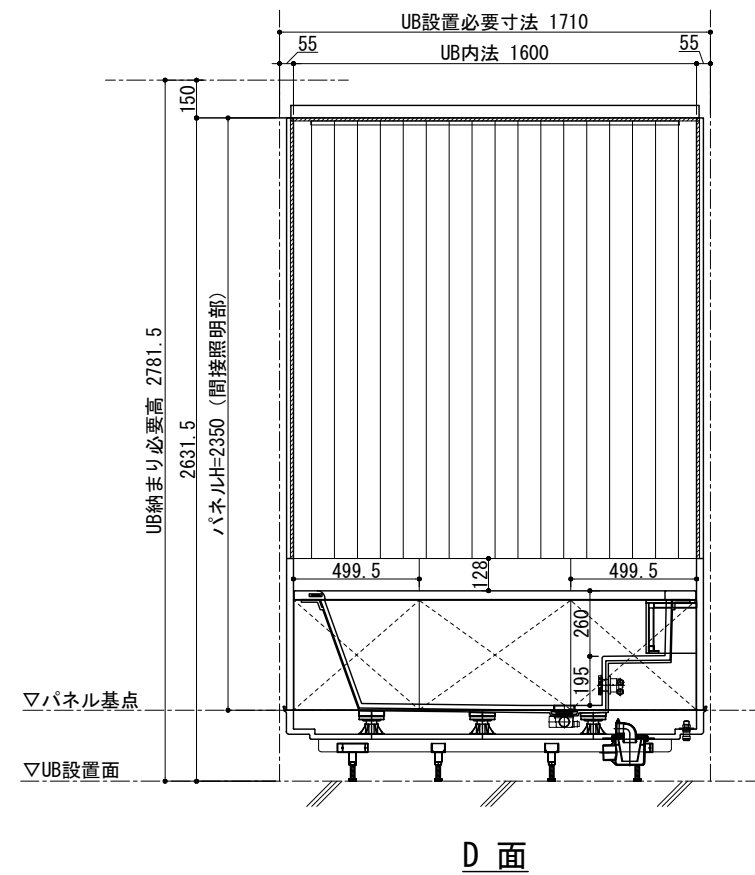 UB設置必要寸法 1710
55
UB内法 1600
55
150
UB納まり必要高 2781.5
2631.5
パネルH=2350 (間接照明部)
499.5
128
499.5
260
195
▽パネル基点
▽UB設置面
D 面